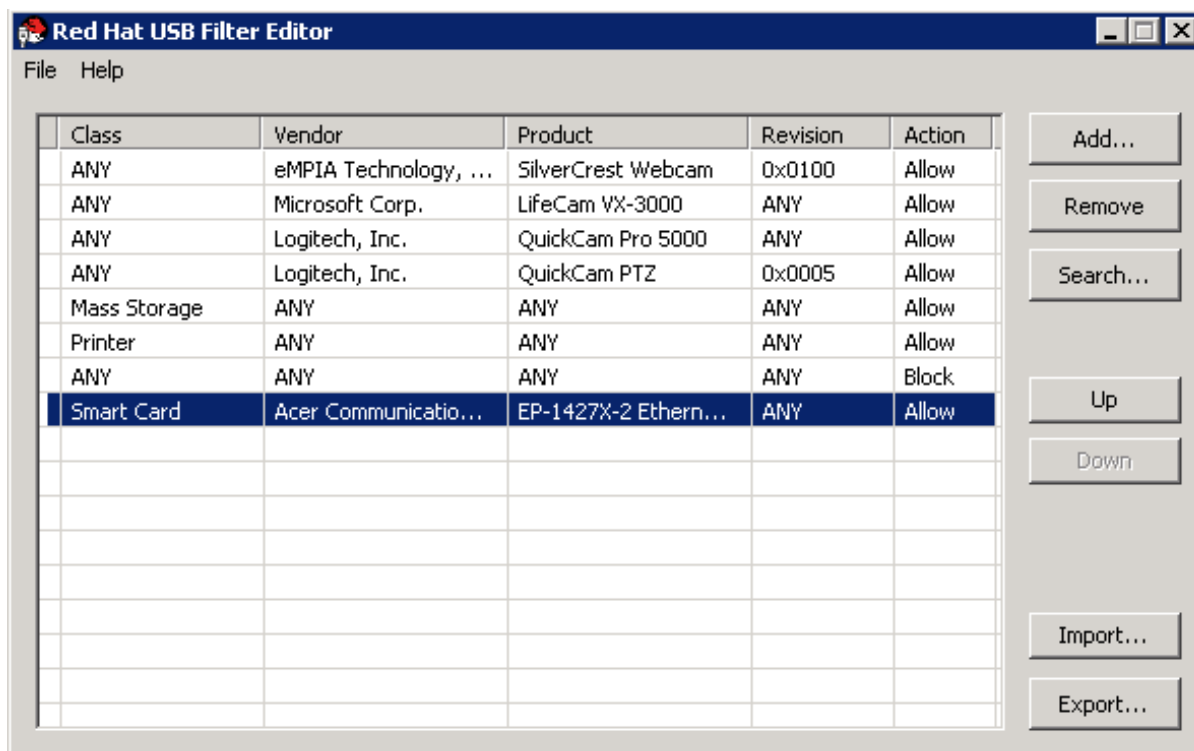 Red Hat USB Filter Editor
File Help
Class Vendor Product Revision Action
ANY eMPIA Technology, ... SilverCrest Webcam 0x0100 Allow
ANY Microsoft Corp. LifeCam VX-3000 ANY Allow
ANY Logitech, Inc. QuickCam Pro 5000 ANY Allow
ANY Logitech, Inc. QuickCam PTZ 0x0005 Allow
Mass Storage ANY ANY ANY Allow
Printer ANY ANY ANY Allow
ANY ANY ANY ANY Block
Smart Card Acer Communicatio... EP-1427X-2 Ethern... ANY Allow
Add...
Remove
Search...
Up
Down
Import...
Export...